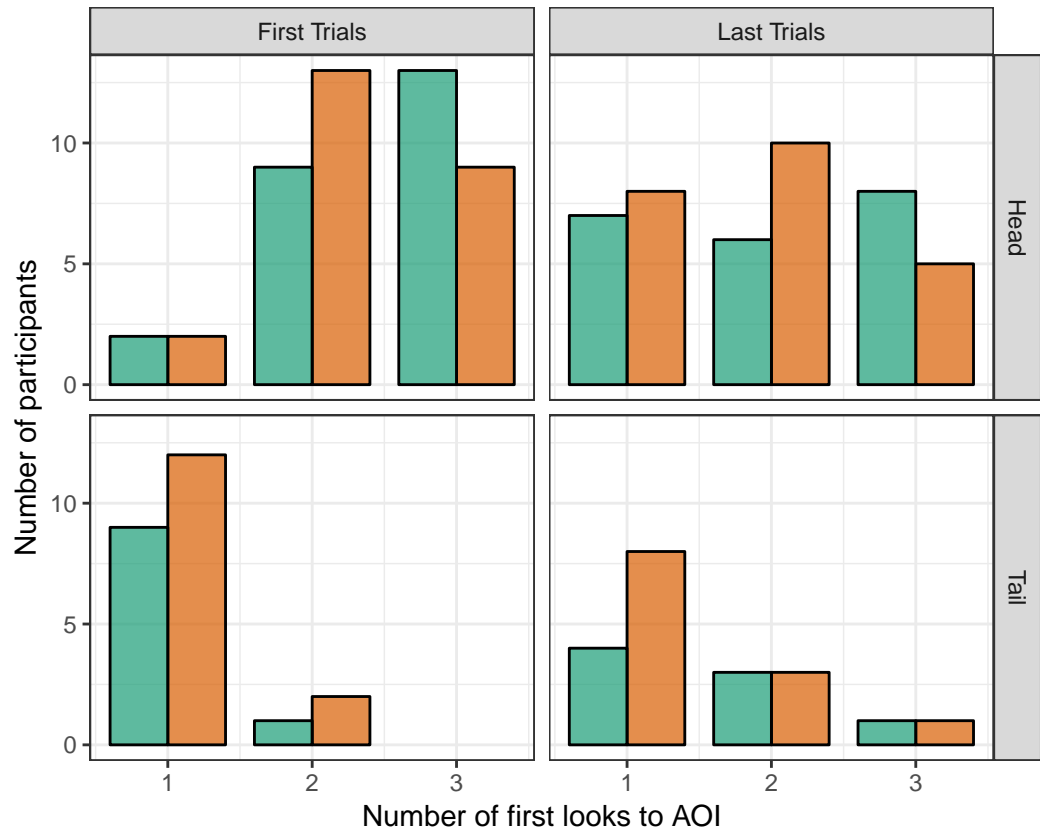 First Trials
Last Trials
Number of participants
10
5
0
Head
10
5
0
Tail
1
2
3
1
2
3
Number of first looks to AOI